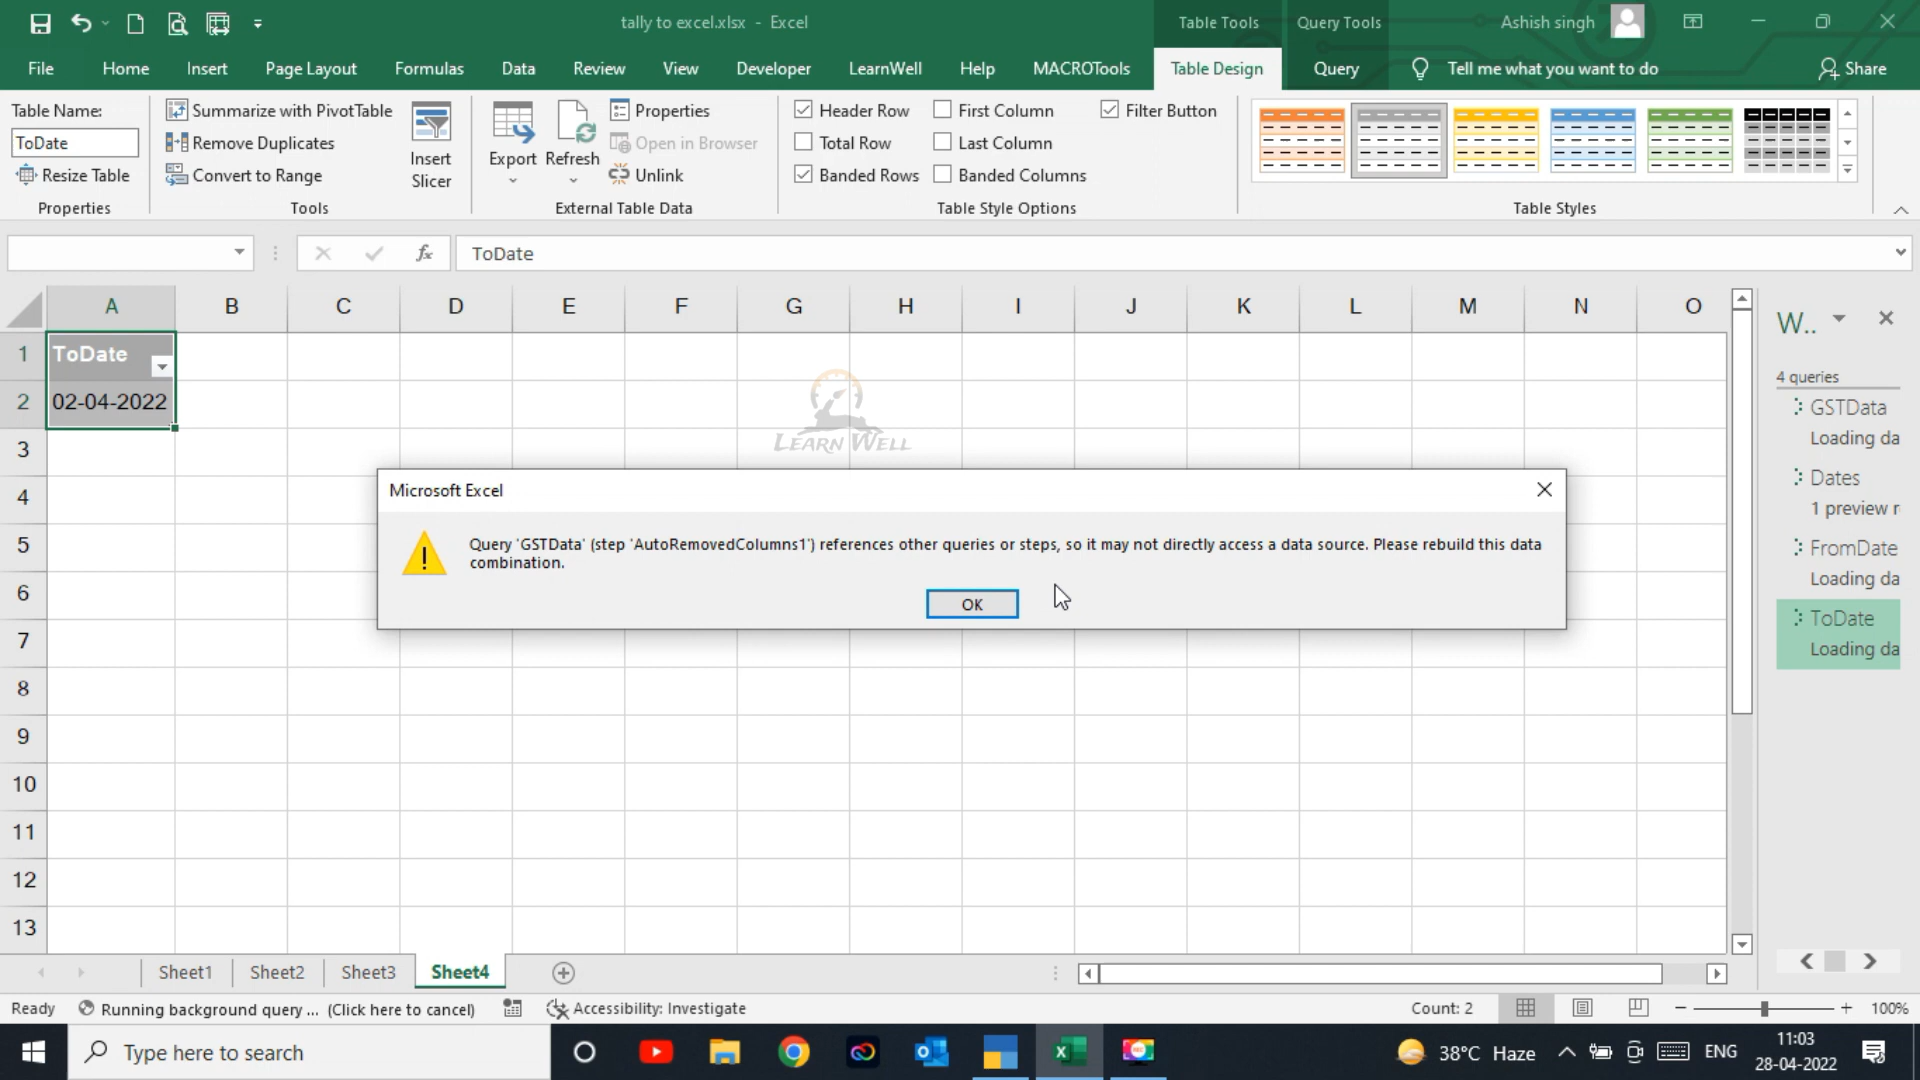 tally to excel.xlsx - Excel
Table Tools
Query Tools
Ashish singh
File
Home
Insert
Page Layout
Formulas
Data
Review
View
Developer
LearnWell
Help
MACROTools
Table Design
Query
Tell me what you want to do
Share
Table Name:
ToDate
Resize Table
Properties
Summarize with PivotTable
Remove Duplicates
Convert to Range
Tools
Insert
Slicer
Export
Refresh
Properties
Open in Browser
Unlink
External Table Data
Header Row
Total Row
Banded Rows
First Column
Last Column
Banded Columns
Filter Button
Table Style Options
Table Styles
fx
ToDate
A B C D E F G H I J K L M N O
1 ToDate
2 02-04-2022
3
4
5
6
7
8
9
10
11
12
13
LEARN WELL
Microsoft Excel
Query 'GSTData' (step 'AutoRemovedColumns1') references other queries or steps, so it may not directly access a data source. Please rebuild this data
combination.
OK
W..
4 queries
GSTData
Loading da
Dates
1 preview r
FromDate
Loading da
ToDate
Loading da
Sheet1
Sheet2
Sheet3
Sheet4
Ready
Running background query ... (Click here to cancel)
Accessibility: Investigate
Count: 2
100%
Type here to search
38°C Haze
ENG
11:03
28-04-2022